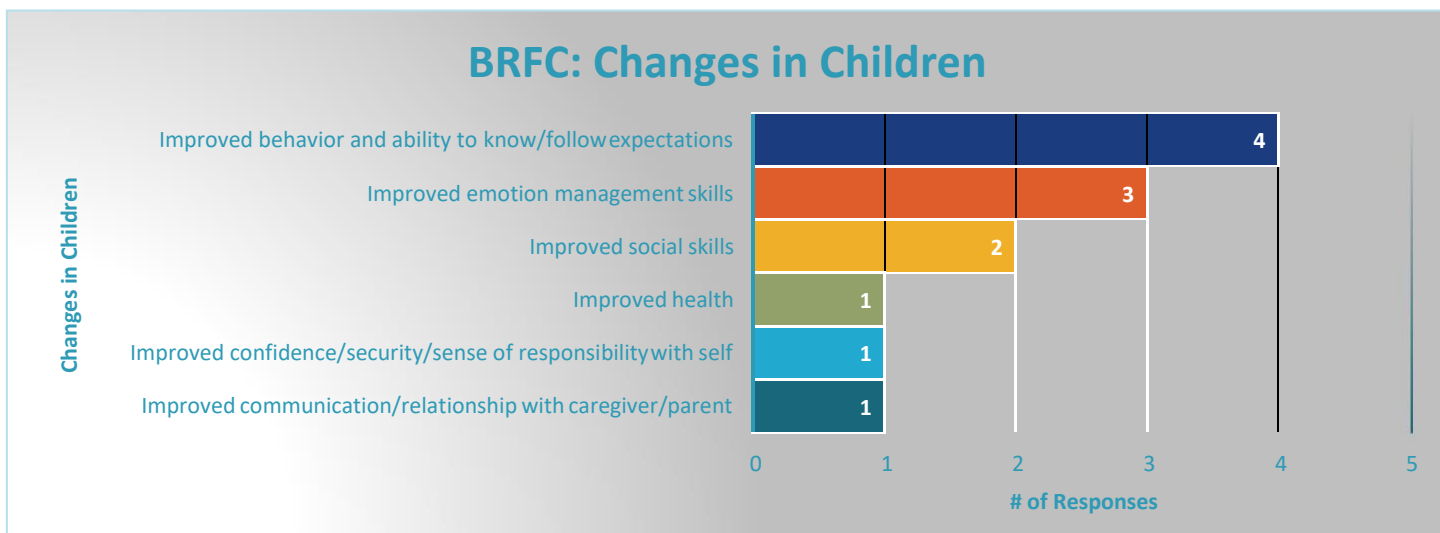 BRFC: Changes in Children
Changes in Children
Improved behavior and ability to know/follow expectations 4
Improved emotion management skills 3
Improved social skills 2
Improved health 1
Improved confidence/security/sense of responsibility with self 1
Improved communication/relationship with caregiver/parent 1
0 1 2 3 4 5
# of Responses